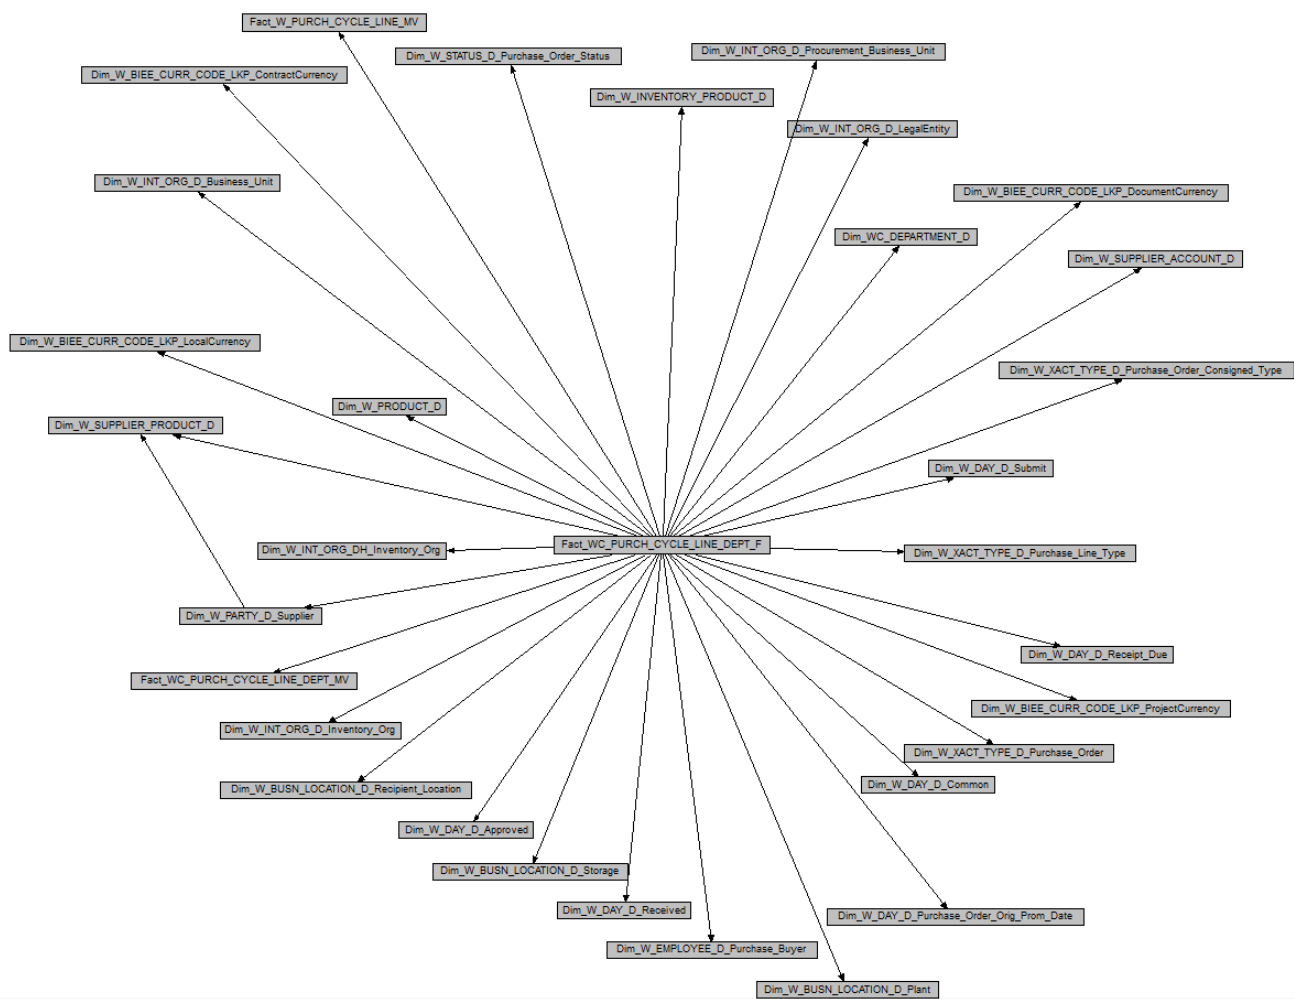 Fact_W_PURCH_CYCLE_LINE_MV
Dim_W_STATUS_D_Purchase_Order_Status
Dim_W_INT_ORG_D_Procurement_Business_Unit
Dim_W_BIEE_CURR_CODE_LKP_ContractCurrency
Dim_W_INVENTORY_PRODUCT_D
Dim_W_INT_ORG_D_LegalEntity
Dim_W_INT_ORG_D_Business_Unit
Dim_W_BIEE_CURR_CODE_LKP_DocumentCurrency
Dim_WC_DEPARTMENT_D
Dim_W_SUPPLIER_ACCOUNT_D
Dim_W_BIEE_CURR_CODE_LKP_LocalCurrency
Dim_W_XACT_TYPE_D_Purchase_Order_Consigned_Type
Dim_W_PRODUCT_D
Dim_W_SUPPLIER_PRODUCT_D
Dim_W_DAY_D_Submit
Fact_WC_PURCH_CYCLE_LINE_DEPT_F
Dim_W_INT_ORG_DH_Inventory_Org
Dim_W_XACT_TYPE_D_Purchase_Line_Type
Dim_W_PARTY_D_Supplier
Dim_W_DAY_D_Receipt_Due
Fact_WC_PURCH_CYCLE_LINE_DEPT_MV
Dim_W_BIEE_CURR_CODE_LKP_ProjectCurrency
Dim_W_INT_ORG_D_Inventory_Org
Dim_W_XACT_TYPE_D_Purchase_Order
Dim_W_DAY_D_Common
Dim_W_BUSN_LOCATION_D_Recipient_Location
Dim_W_DAY_D_Approved
Dim_W_BUSN_LOCATION_D_Storage
Dim_W_DAY_D_Received
Dim_W_DAY_D_Purchase_Order_Orig_Prom_Date
Dim_W_EMPLOYEE_D_Purchase_Buyer
Dim_W_BUSN_LOCATION_D_Plant